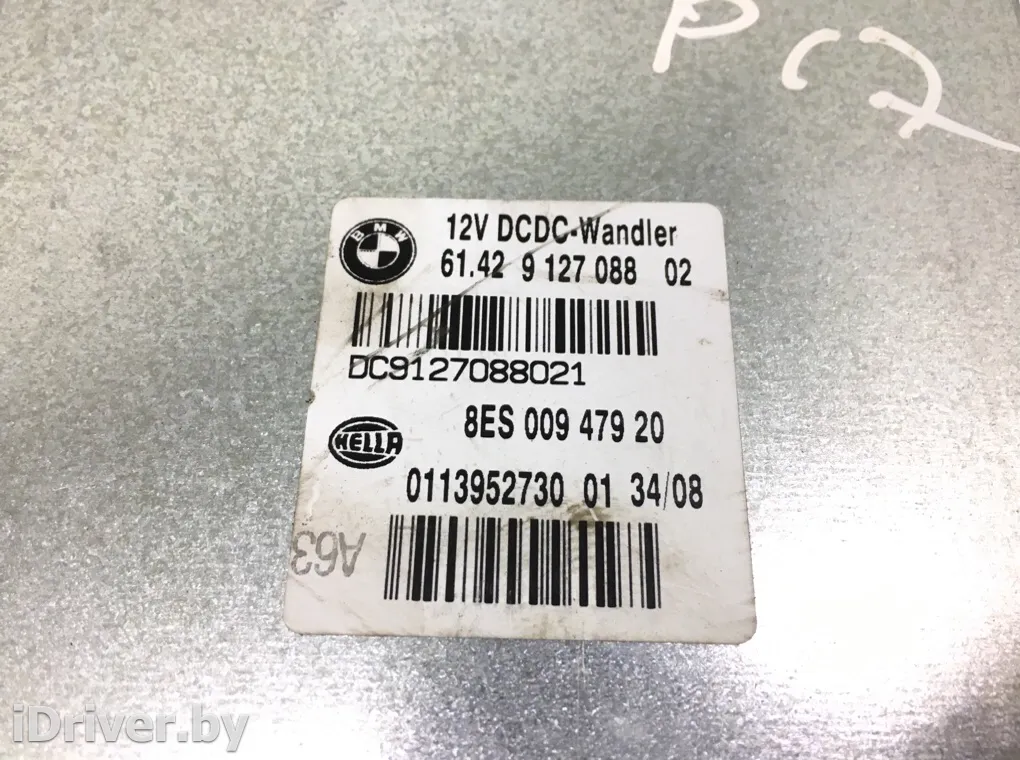 PC7
BMW
12V DCDC-Wandler
61.42 9 127 088 02
DC9127088021
HELLA
8ES 009 479 20
0113952730 01 34/08
A63
iDriver.by